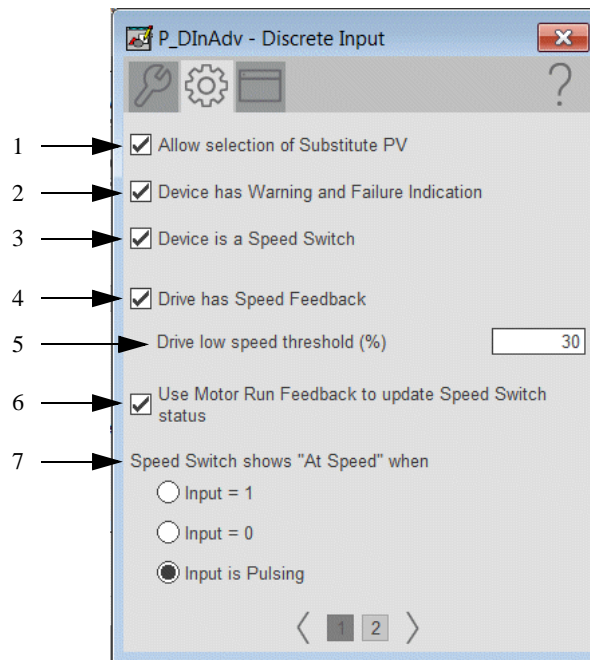 P_DInAdv - Discrete Input
?
1 Allow selection of Substitute PV
2 Device has Warning and Failure Indication
3 Device is a Speed Switch
4 Drive has Speed Feedback
5 Drive low speed threshold (%) 30
6 Use Motor Run Feedback to update Speed Switch
status
7 Speed Switch shows "At Speed" when
Input = 1
Input = 0
Input is Pulsing
1 2